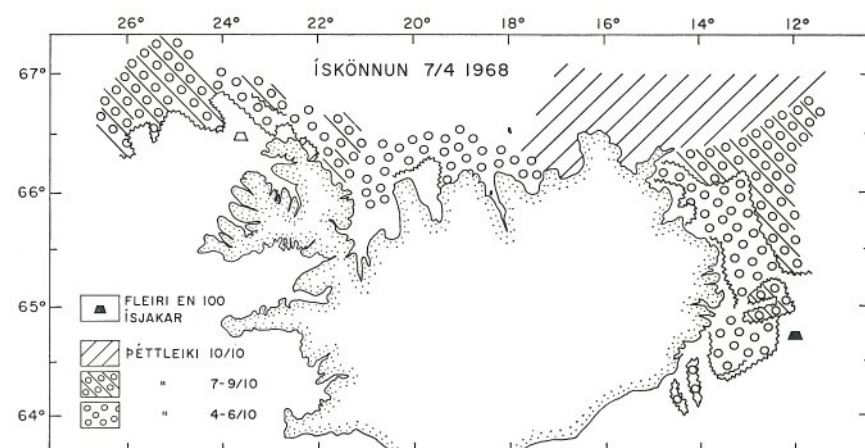 26° 24° 22° 20° 18° 16° 14° 12°
67°
ÍSKÖNNUN 7/4 1968
66°
65°
FLEIRI EN 100
ÍSJAKAR
ÞÉTTLEIKI 10/10
" 7-9/10
" 4-6/10
64°